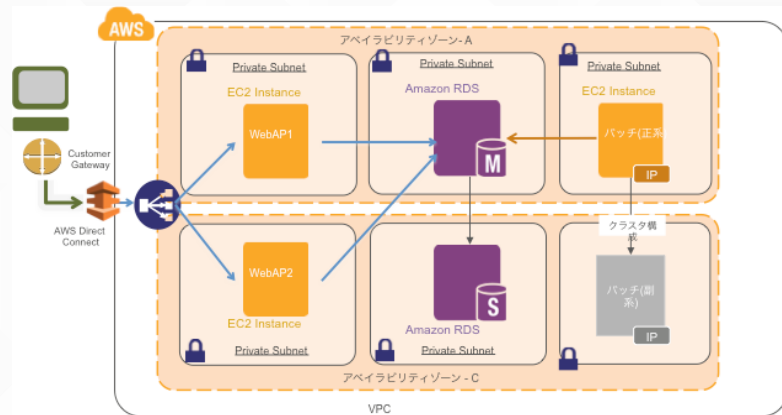 AWS
アベイラビリティゾーン-A
Private Subnet
Private Subnet
Private Subnet
EC2 Instance
Amazon RDS
EC2 Instance
WebAP1
バッチ(正系)
M
IP
Customer
Gateway
AWS Direct
Connect
クラスタ構
成
WebAP2
バッチ(副
系)
S
IP
EC2 Instance
Amazon RDS
Private Subnet
Private Subnet
アベイラビリティゾーン - C
VPC